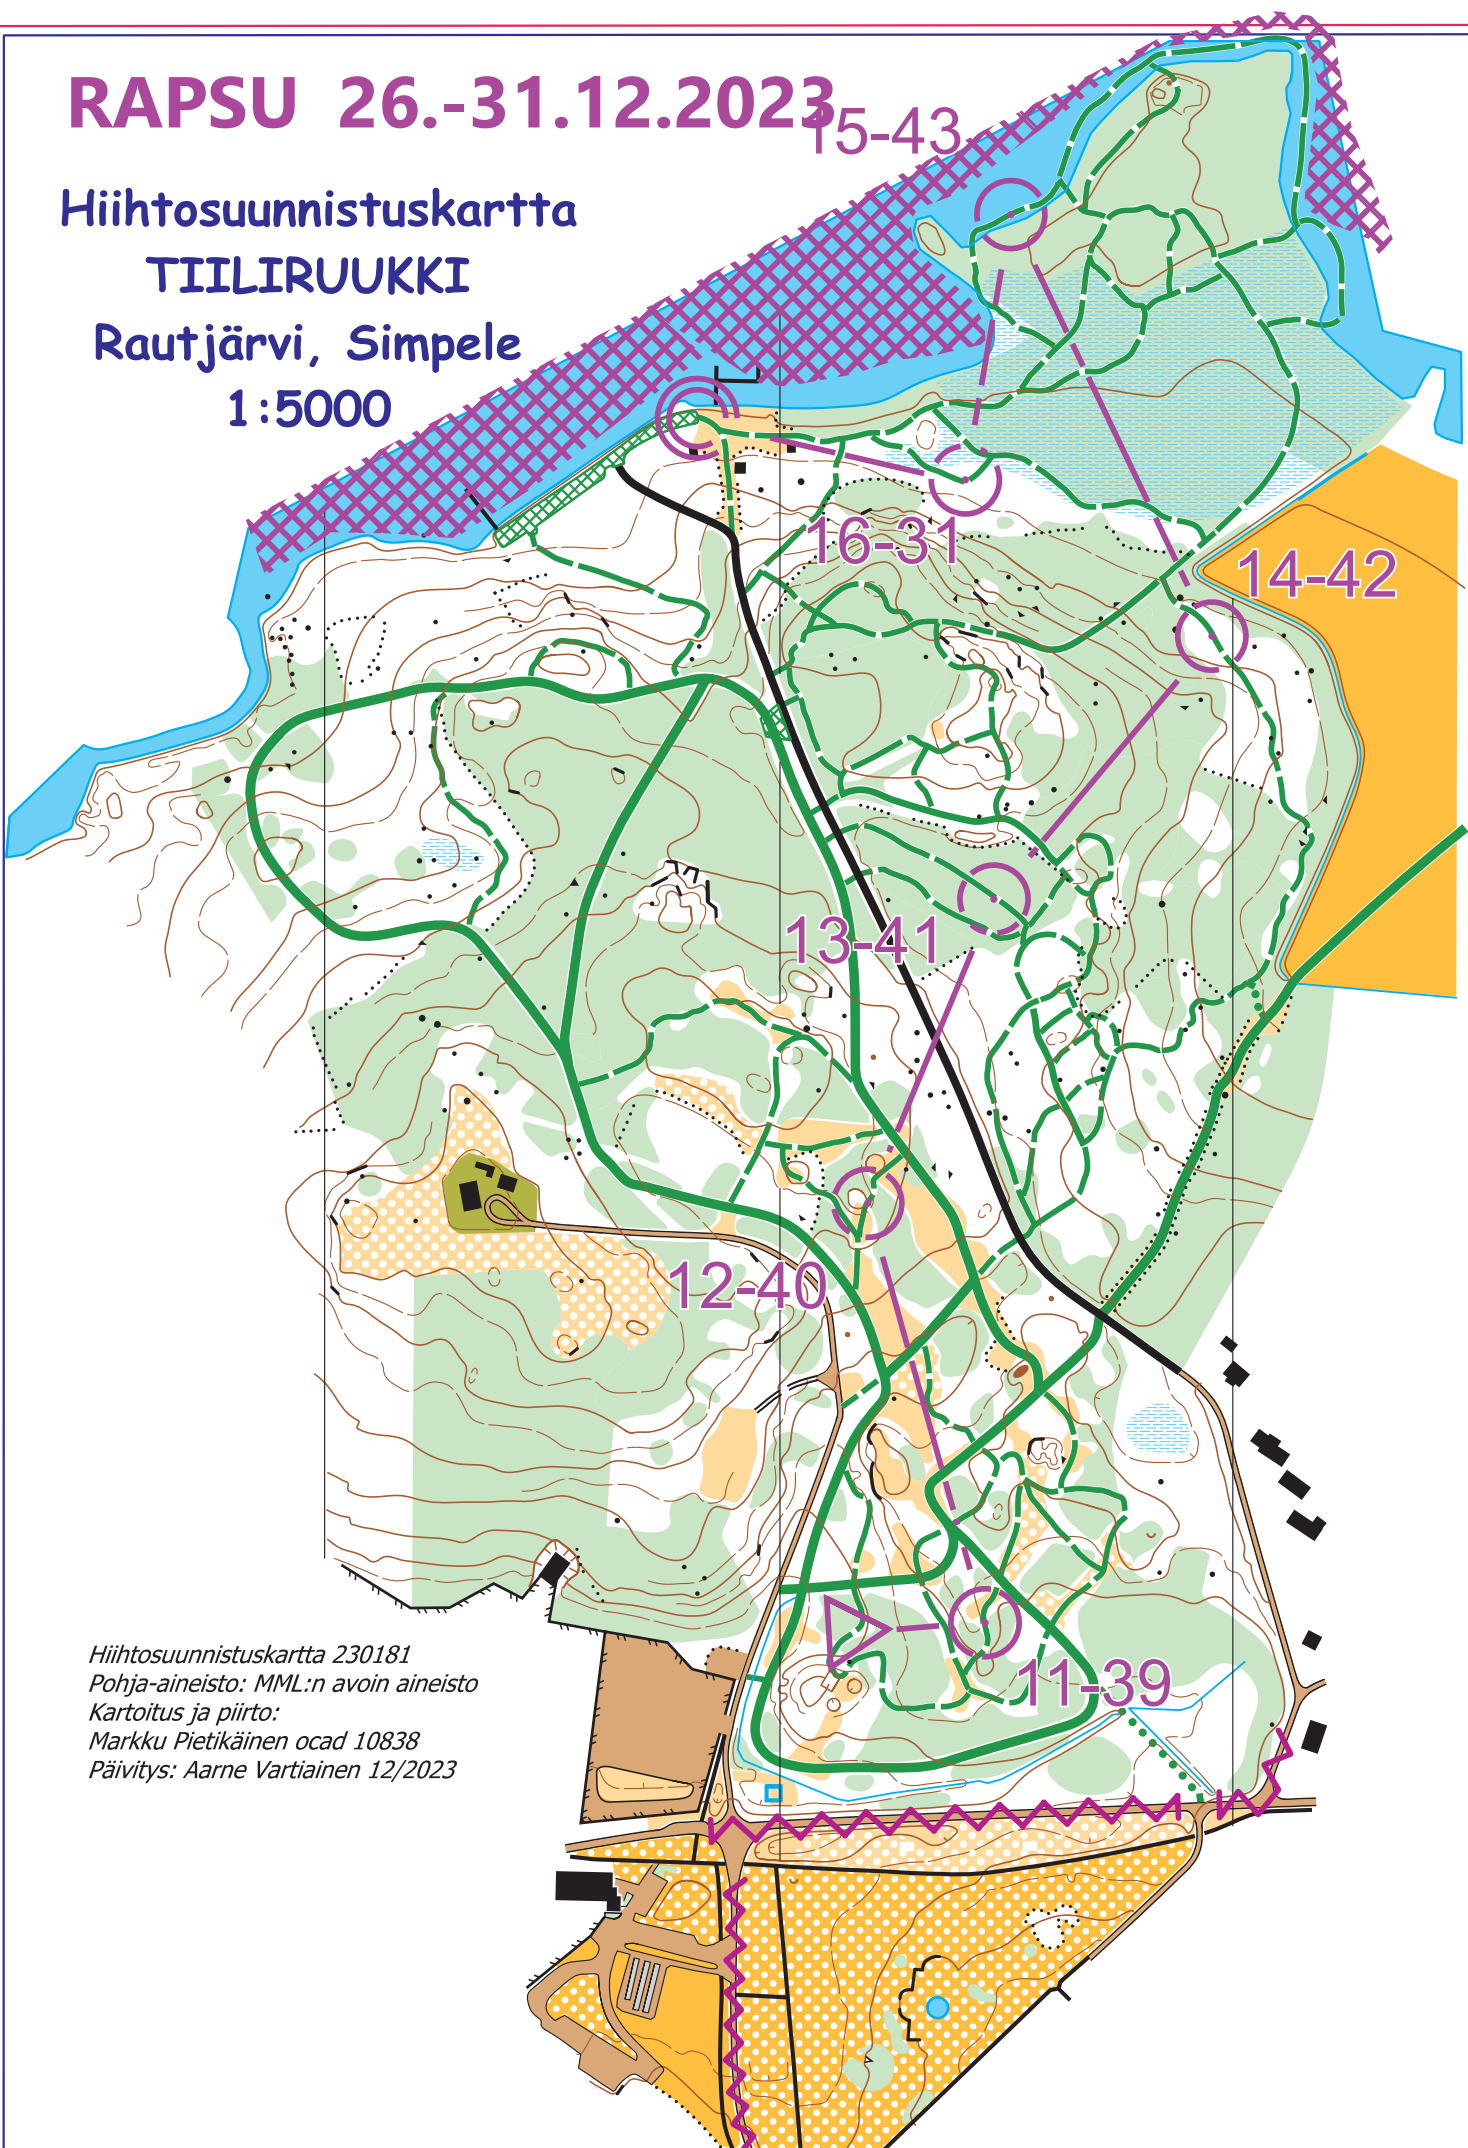 RAPSU 26.-31.12.2023
15-43
Hiihtosuunnistuskartta
TIILIRUUKKI
Rautjärvi, Simpele
1:5000
16-31
14-42
13-41
12-40
11-39
Hiihtosuunnistuskartta 230181
Pohja-aineisto: MML:n avoin aineisto
Kartoitus ja piirto:
Markku Pietikäinen ocad 10838
Päivitys: Aarne Vartiainen 12/2023